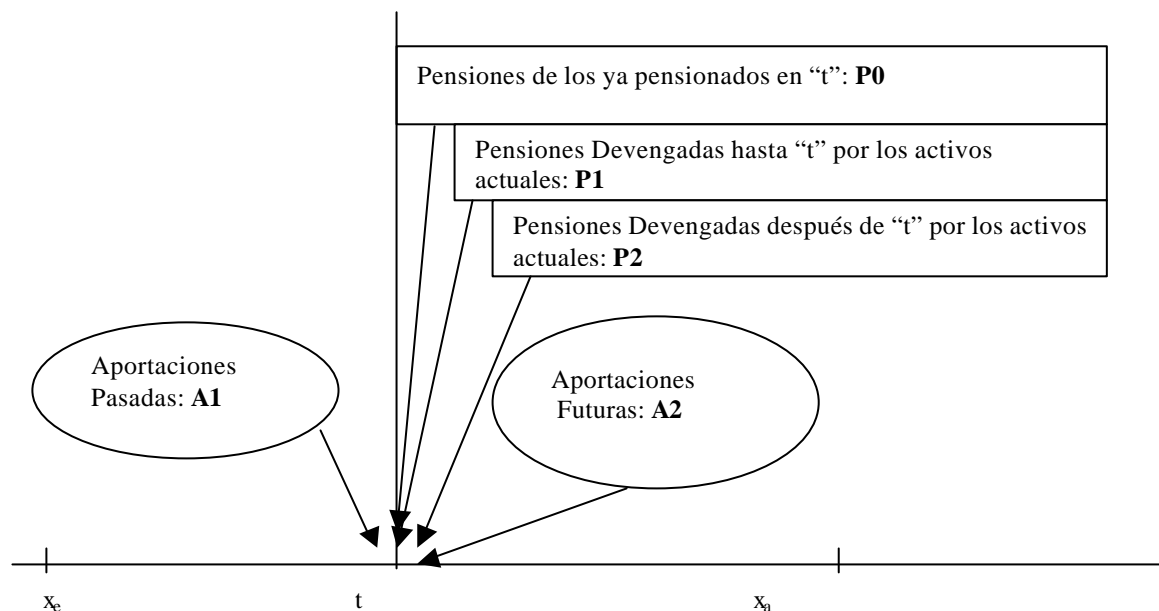 Pensiones de los ya pensionados en “t”: P0
Pensiones Devengadas hasta “t” por los activos
actuales: P1
Pensiones Devengadas después de “t” por los activos
actuales: P2
Aportaciones
Pasadas: A1
Aportaciones
Futuras: A2
xe t xa